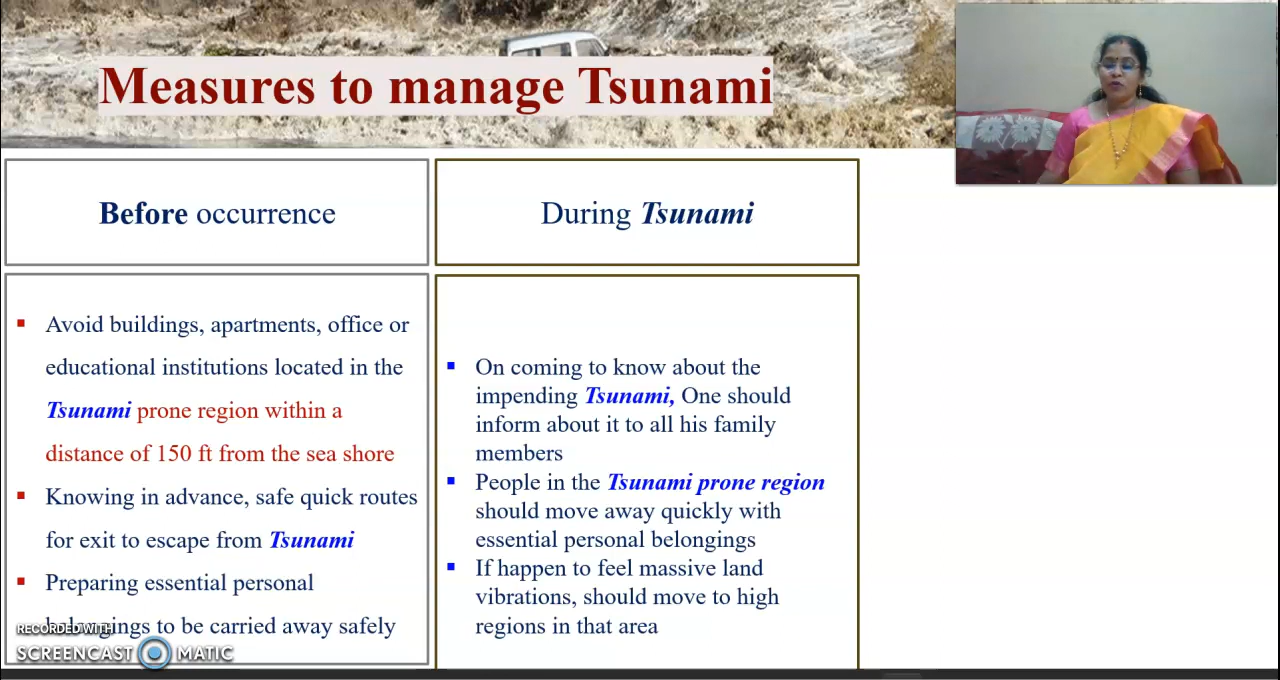 Measures to manage Tsunami
Before occurrence
During Tsunami
▪ Avoid buildings, apartments, office or
educational institutions located in the
Tsunami prone region within a
distance of 150 ft from the sea shore
▪ Knowing in advance, safe quick routes
for exit to escape from Tsunami
▪ Preparing essential personal
belongings to be carried away safely
▪ On coming to know about the
impending Tsunami, One should
inform about it to all his family
members
▪ People in the Tsunami prone region
should move away quickly with
essential personal belongings
▪ If happen to feel massive land
vibrations, should move to high
regions in that area
RECORDED WITH
SCREENCAST MATIC